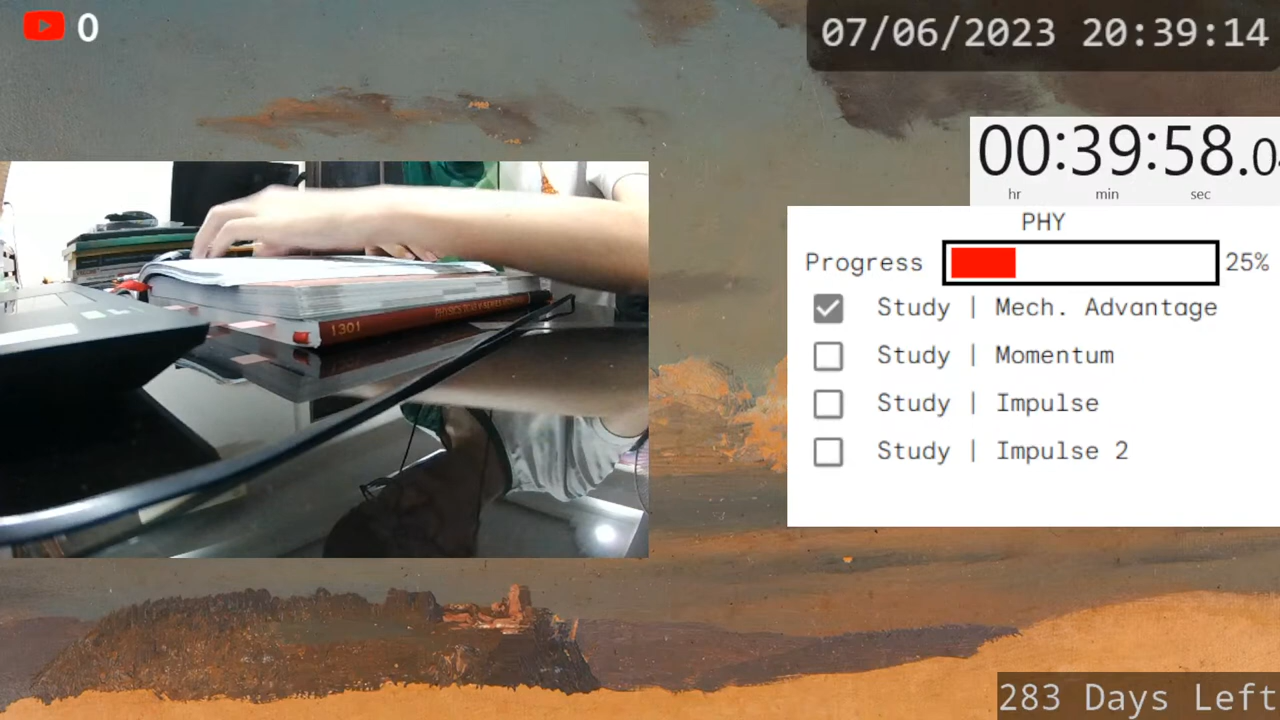 0
07/06/2023 20:39:14
00:39:58.0
hr min sec
PHY
Progress 25%
Study | Mech. Advantage
Study | Momentum
Study | Impulse
Study | Impulse 2
1301
283 Days Left